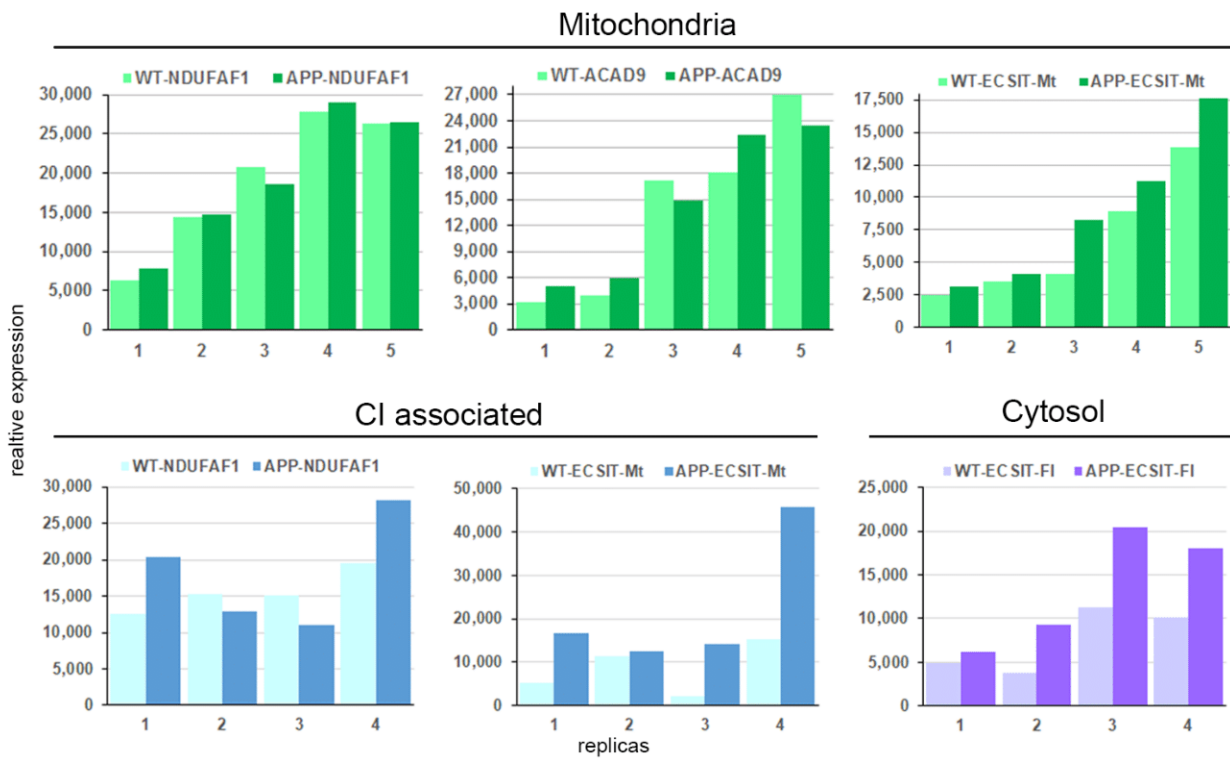 Mitochondria
WT-NDUFAF1 APP-NDUFAF1
30,000
25,000
20,000
15,000
10,000
5,000
0
1 2 3 4 5
WT-ACAD9 APP-ACAD9
27,000
24,000
21,000
18,000
15,000
12,000
9,000
6,000
3,000
0
1 2 3 4 5
WT-ECSIT-Mt APP-ECSIT-Mt
17,500
15,000
12,500
10,000
7,500
5,000
2,500
0
1 2 3 4 5
realtive expression
CI associated
WT-NDUFAF1 APP-NDUFAF1
30,000
25,000
20,000
15,000
10,000
5,000
0
1 2 3 4
WT-ECSIT-Mt APP-ECSIT-Mt
50,000
40,000
30,000
20,000
10,000
0
1 2 3 4
replicas
Cytosol
WT-ECSIT-Fl APP-ECSIT-Fl
25,000
20,000
15,000
10,000
5,000
0
1 2 3 4